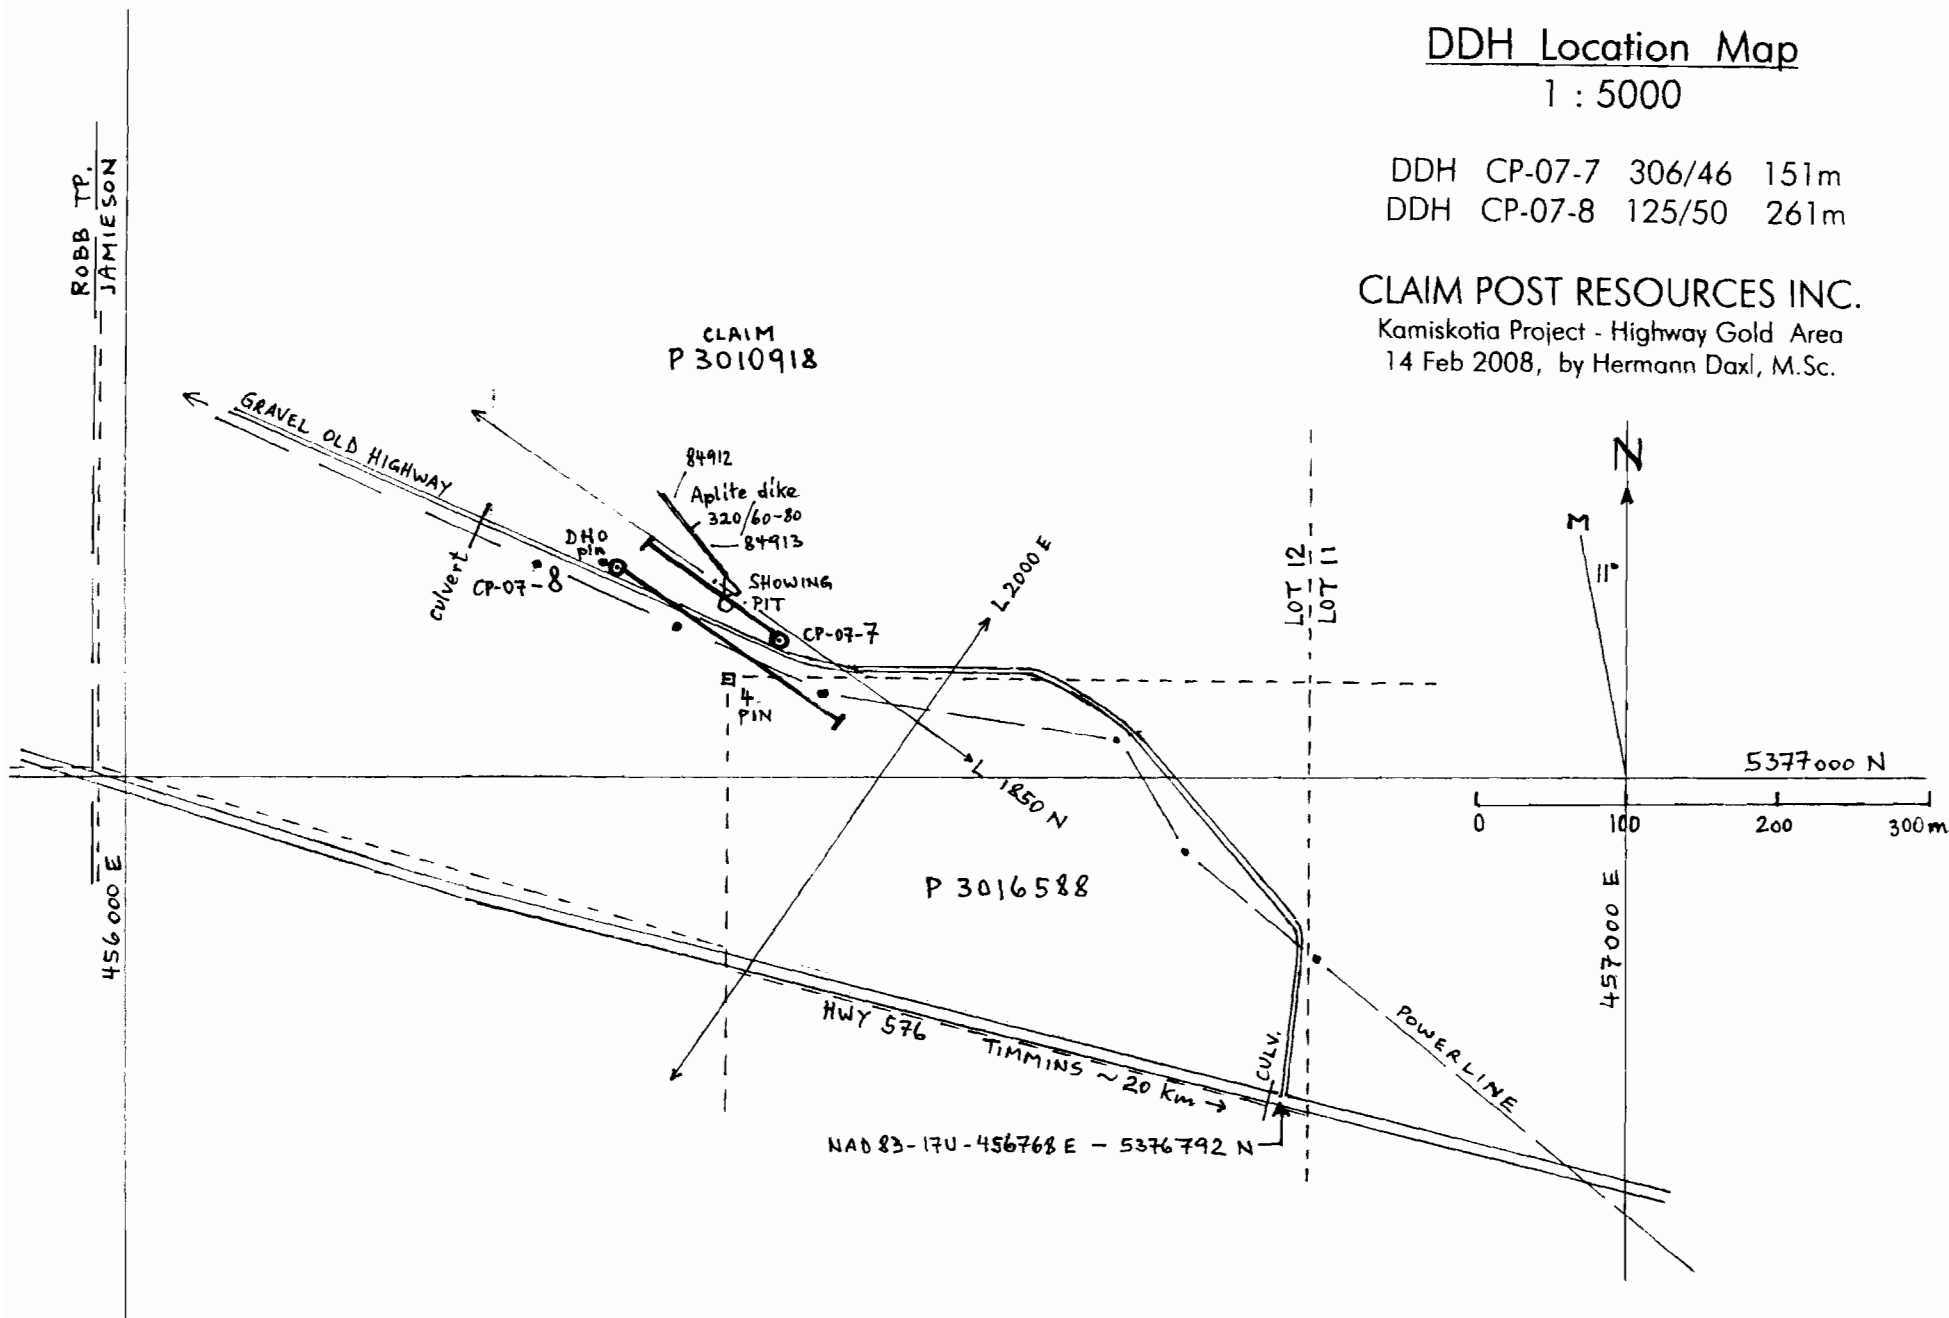 DDH Location Map
1 : 5000
DDH CP-07-7 306/46 151m
DDH CP-07-8 125/50 261m
CLAIM POST RESOURCES INC.
Kamiskotia Project - Highway Gold Area
14 Feb 2008, by Hermann Daxl, M.Sc.
ROBB TP.
JAMIESON
CLAIM
P 3010918
GRAVEL OLD HIGHWAY
84912
Aplite dike
320/60-80
84913
DHO
pin
CP-07-8
culvert
SHOWING
PIT
CP-07-7
L 2000 E
LOT 12
LOT 11
N
M
11°
4
PIN
L 1850 N
5377000 N
0 100 200 300m
456000 E
P 3016588
457000 E
HWY 576
TIMMINS ~ 20 Km →
CULV.
POWERLINE
NAD 83-17U-456768 E - 5376792 N